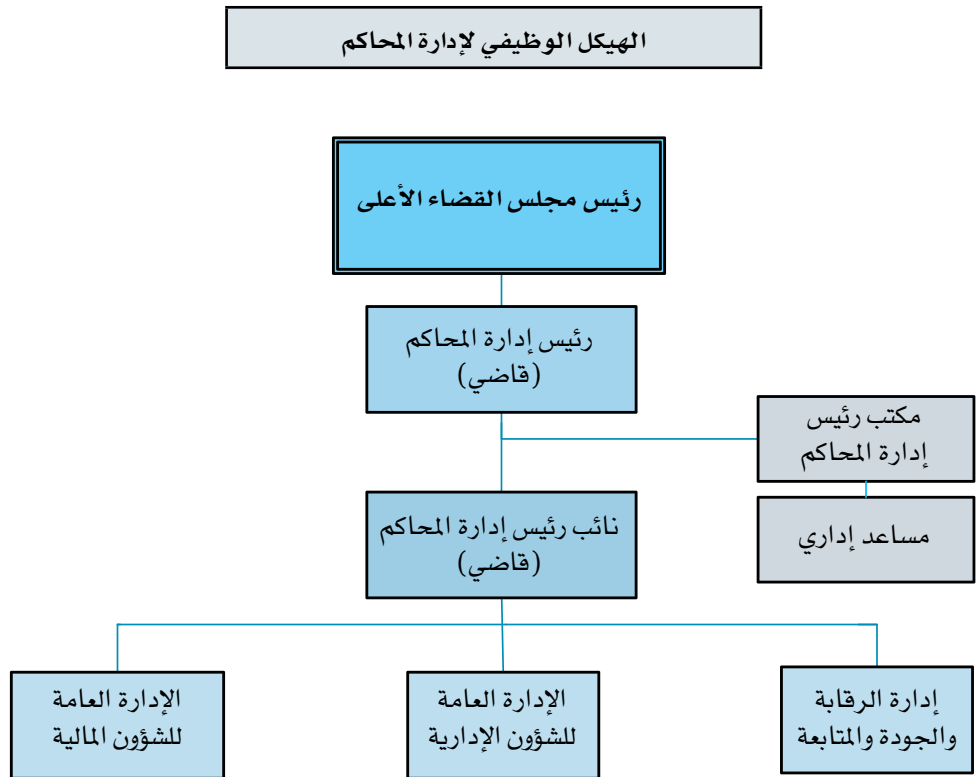 الهيكل الوظيفي لإدارة المحاكم
رئيس مجلس القضاء الأعلى
رئيس إدارة المحاكم
(قاضي)
مكتب رئيس
إدارة المحاكم
مساعد إداري
نائب رئيس إدارة المحاكم
(قاضي)
إدارة الرقابة
والجودة والمتابعة
الإدارة العامة
للشؤون الإدارية
الإدارة العامة
للشؤون المالية